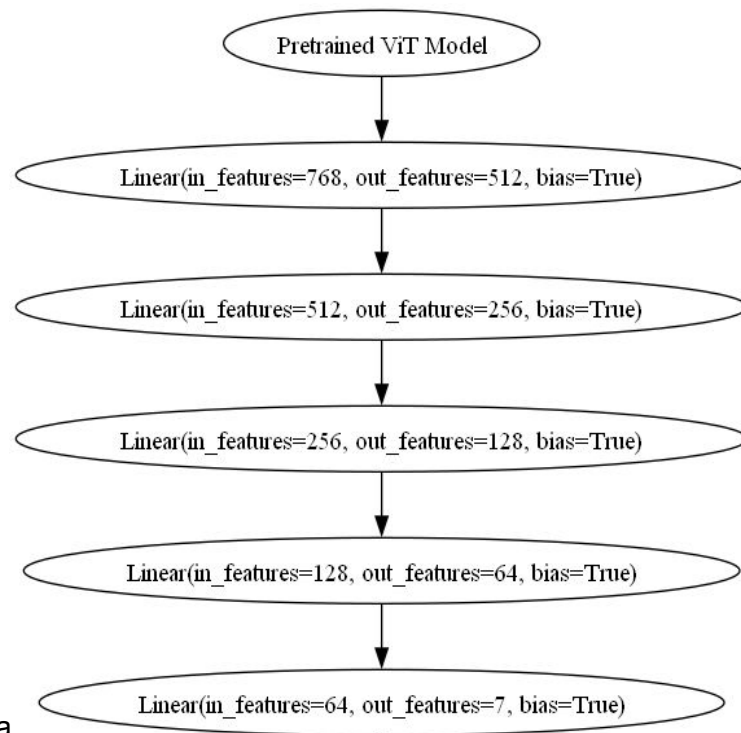 Pretrained ViT Model
Linear(in_features=768, out_features=512, bias=True)
Linear(in_features=512, out_features=256, bias=True)
Linear(in_features=256, out_features=128, bias=True)
Linear(in_features=128, out_features=64, bias=True)
Linear(in_features=64, out_features=7, bias=True)
a